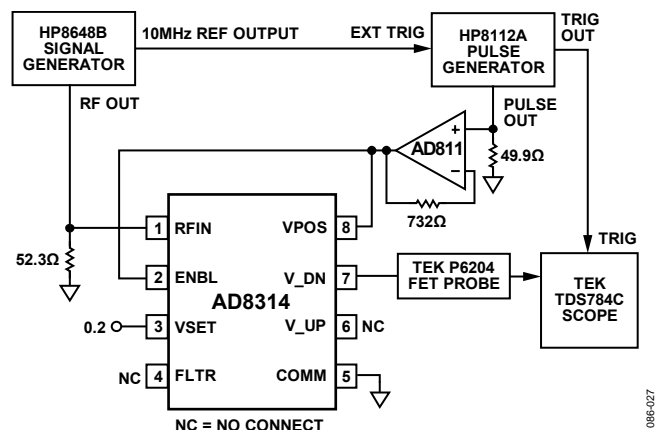 HP8648B
SIGNAL
GENERATOR
10MHz REF OUTPUT
EXT TRIG
HP8112A
PULSE
GENERATOR
TRIG
OUT
RF OUT
PULSE
OUT
+
AD811
−
49.9Ω
732Ω
52.3Ω
1 RFIN
VPOS 8
2 ENBL
V_DN 7
AD8314
0.2
3 VSET
V_UP 6 NC
NC 4 FLTR
COMM 5
TEK P6204
FET PROBE
TRIG
TEK
TDS784C
SCOPE
NC = NO CONNECT
086-027